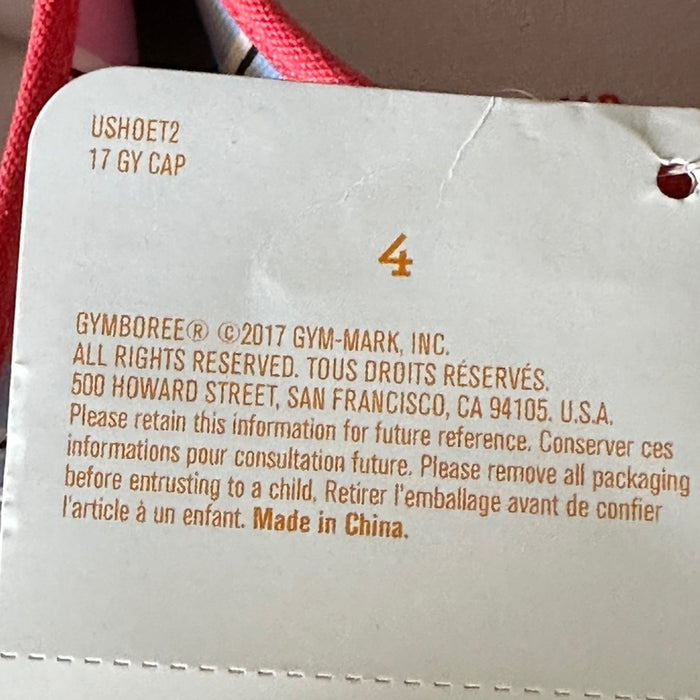 USHOET2
17 GY CAP
4
GYMBOREE® ©2017 GYM-MARK, INC.
ALL RIGHTS RESERVED. TOUS DROITS RÉSERVÉS.
500 HOWARD STREET, SAN FRANCISCO, CA 94105. U.S.A.
Please retain this information for future reference. Conserver ces
informations pour consultation future. Please remove all packaging
before entrusting to a child, Retirer l'emballage avant de confier
l'article à un enfant. Made in China.